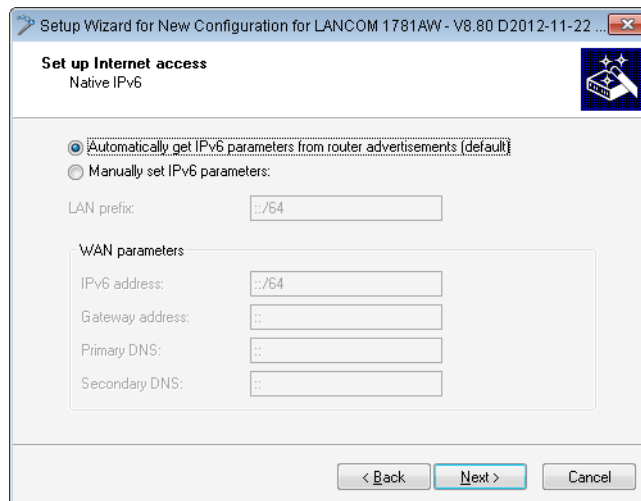 Setup Wizard for New Configuration for LANCOM 1781AW - V8.80 D2012-11-22 ...
Set up Internet access
Native IPv6
Automatically get IPv6 parameters from router advertisements (default)
Manually set IPv6 parameters:
LAN prefix: ::/64
WAN parameters
IPv6 address: ::/64
Gateway address: ::
Primary DNS: ::
Secondary DNS: ::
< Back Next > Cancel